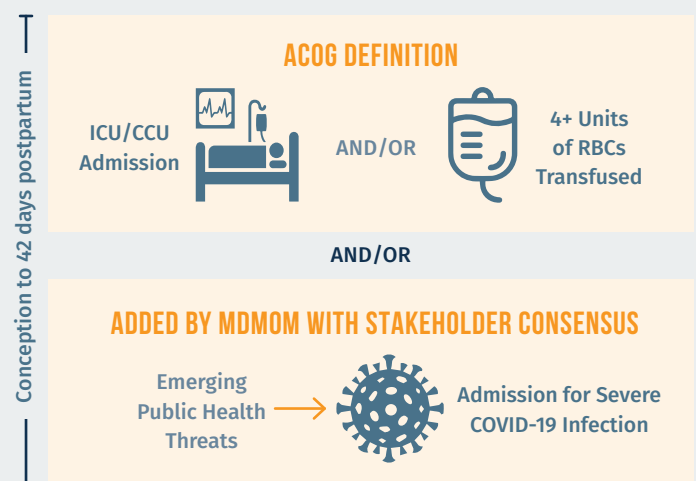 Conception to 42 days postpartum
ACOG DEFINITION
ICU/CCU
Admission
AND/OR
4+ Units
of RBCs
Transfused
AND/OR
ADDED BY MDMOM WITH STAKEHOLDER CONSENSUS
Emerging
Public Health
Threats
Admission for Severe
COVID-19 Infection